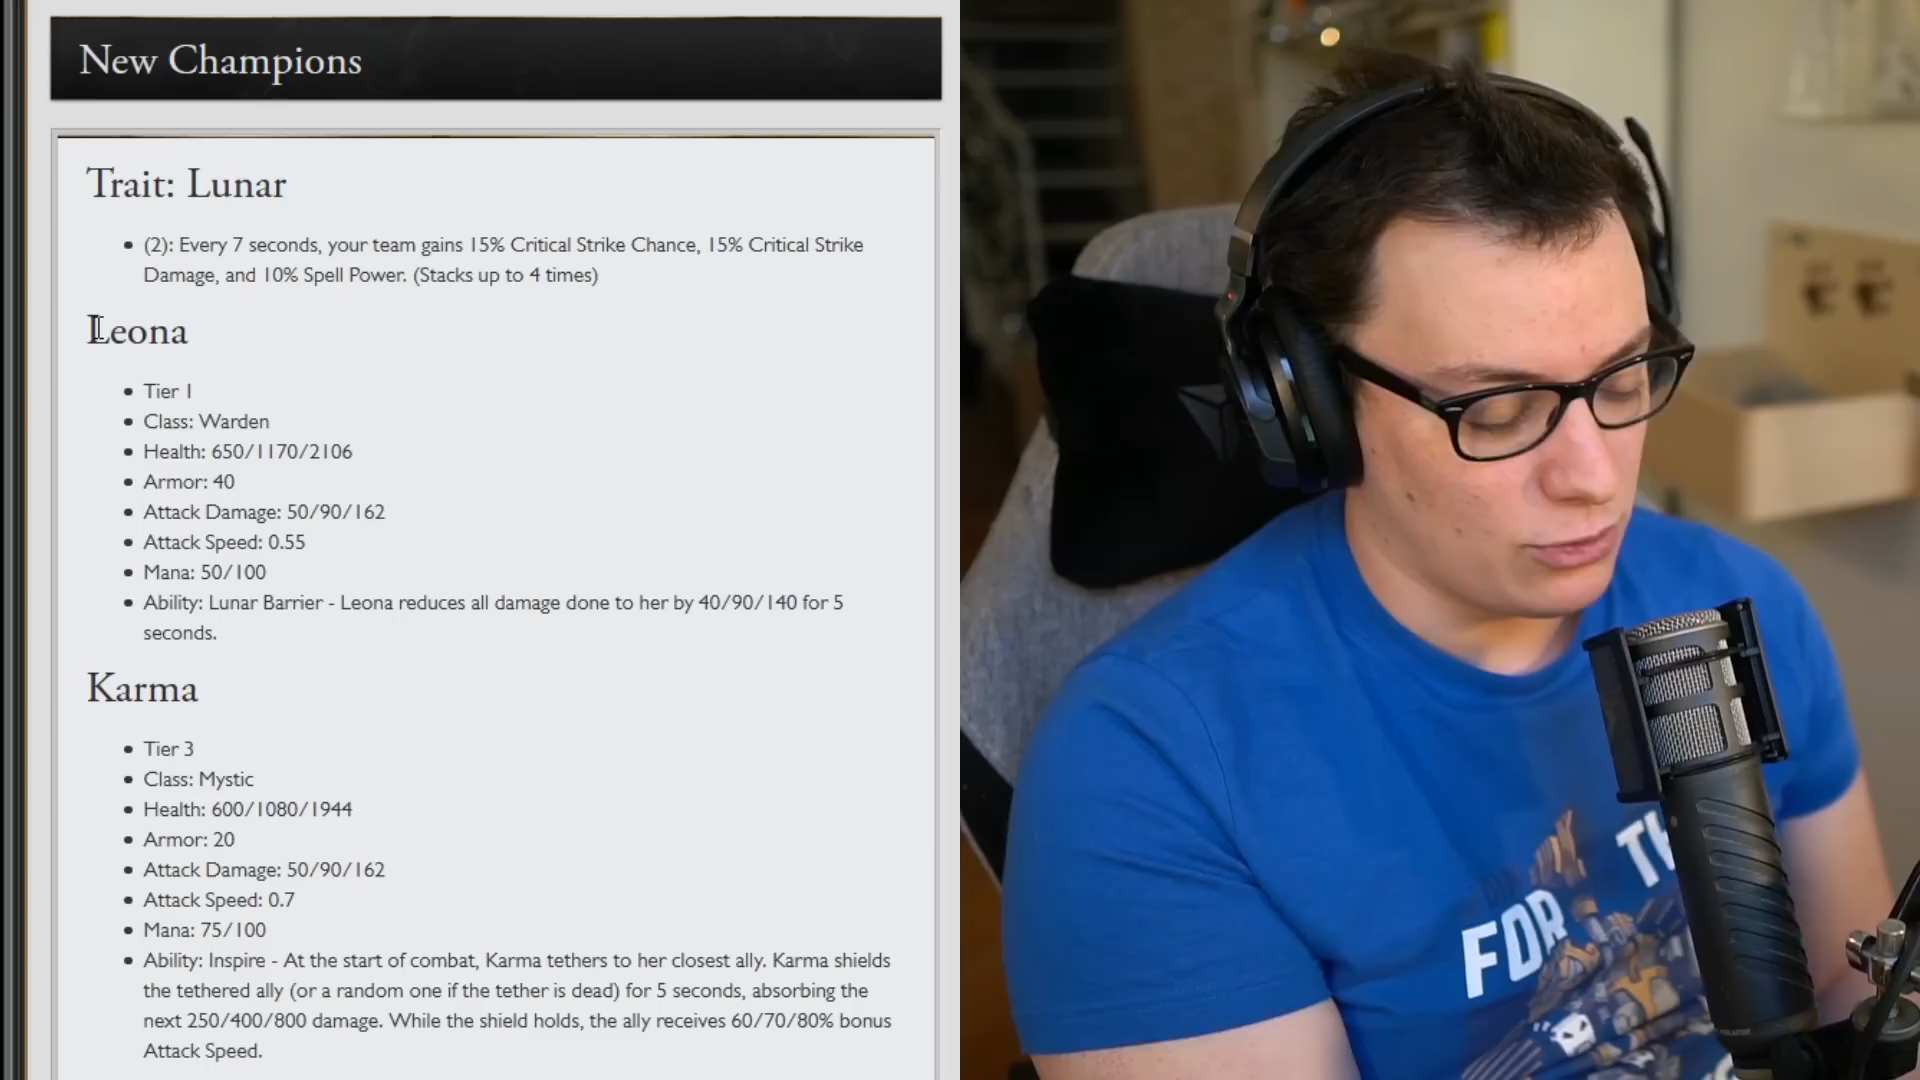 New Champions
Trait: Lunar
(2): Every 7 seconds, your team gains 15% Critical Strike Chance, 15% Critical Strike
Damage, and 10% Spell Power. (Stacks up to 4 times)
Leona
Tier 1
Class: Warden
Health: 650/1170/2106
Armor: 40
Attack Damage: 50/90/162
Attack Speed: 0.55
Mana: 50/100
Ability: Lunar Barrier - Leona reduces all damage done to her by 40/90/140 for 5
seconds.
Karma
Tier 3
Class: Mystic
Health: 600/1080/1944
Armor: 20
Attack Damage: 50/90/162
Attack Speed: 0.7
Mana: 75/100
Ability: Inspire - At the start of combat, Karma tethers to her closest ally. Karma shields
the tethered ally (or a random one if the tether is dead) for 5 seconds, absorbing the
next 250/400/800 damage. While the shield holds, the ally receives 60/70/80% bonus
Attack Speed.
FOR